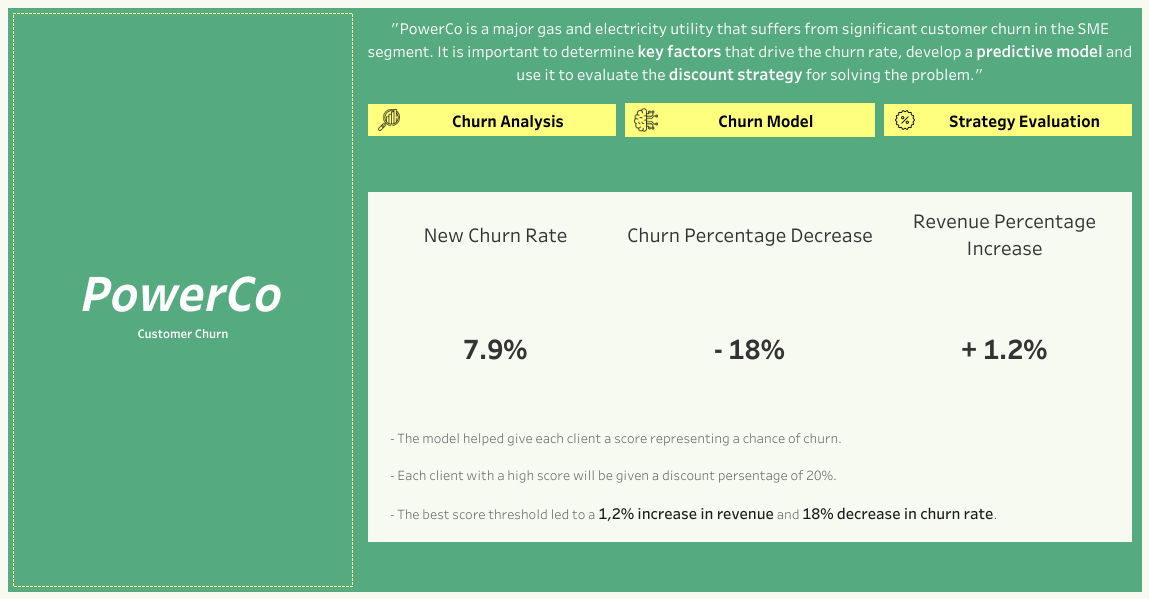 ”PowerCo is a major gas and electricity utility that suffers from significant customer churn in the SME
segment. It is important to determine key factors that drive the churn rate, develop a predictive model and
use it to evaluate the discount strategy for solving the problem.”
Churn Analysis
Churn Model
Strategy Evaluation
PowerCo
Customer Churn
New Churn Rate
Churn Percentage Decrease
Revenue Percentage
Increase
7.9%
- 18%
+ 1.2%
- The model helped give each client a score representing a chance of churn.
- Each client with a high score will be given a discount persentage of 20%.
- The best score threshold led to a 1,2% increase in revenue and 18% decrease in churn rate.